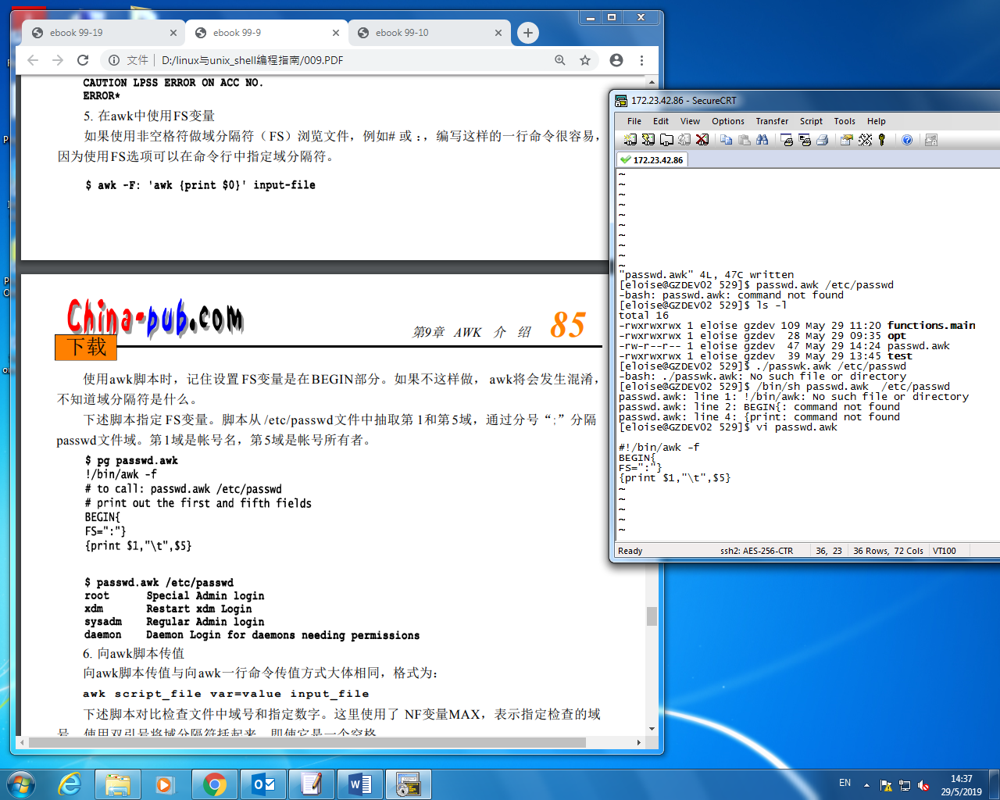 ebook 99-19
ebook 99-9
ebook 99-10
文件 D:/linux与unix_shell编程指南/009.PDF
CAUTION LPSS ERROR ON ACC NO.
ERROR*
5. 在awk中使用FS变量
如果使用非空格符做域分隔符（FS）浏览文件，例如# 或 :，编写这样的一行命令很容易，
因为使用FS选项可以在命令行中指定域分隔符。
$ awk -F: 'awk {print $0}' input-file
China-pub.com
下载
第9章 AWK 介 绍 85
使用awk脚本时，记住设置FS变量是在BEGIN部分。如果不这样做，awk将会发生混淆，
不知道域分隔符是什么。
下述脚本指定FS变量。脚本从/etc/passwd文件中抽取第1和第5域，通过分号“;”分隔
passwd文件域。第1域是帐号名，第5域是帐号所有者。
$ pg passwd.awk
!/bin/awk -f
# to call: passwd.awk /etc/passwd
# print out the first and fifth fields
BEGIN{
FS=":"}
{print $1,"\t",$5}
$ passwd.awk /etc/passwd
root Special Admin login
xdm Restart xdm Login
sysadm Regular Admin login
daemon Daemon Login for daemons needing permissions
6. 向awk脚本传值
向awk脚本传值与向awk一行命令传值方式大体相同，格式为：
awk script_file var=value input_file
下述脚本对比检查文件中域号和指定数字。这里使用了 NF变量MAX，表示指定检查的域
号，使用双引号将域分隔符括起来，即使它是一个空格。
172.23.42.86 - SecureCRT
File Edit View Options Transfer Script Tools Help
172.23.42.86
~
~
~
~
~
~
~
~
~
~
"passwd.awk" 4L, 47C written
[eloise@GZDEV02 529]$ passwd.awk /etc/passwd
-bash: passwd.awk: command not found
[eloise@GZDEV02 529]$ ls -l
total 16
-rwxrwxrwx 1 eloise gzdev 109 May 29 11:20 functions.main
-rwxrwxrwx 1 eloise gzdev 28 May 29 09:35 opt
-rw-r--r-- 1 eloise gzdev 47 May 29 14:24 passwd.awk
-rwxrwxrwx 1 eloise gzdev 39 May 29 13:45 test
[eloise@GZDEV02 529]$ ./passwk.awk /etc/passwd
-bash: ./passwk.awk: No such file or directory
[eloise@GZDEV02 529]$ /bin/sh passwd.awk  /etc/passwd
passwd.awk: line 1: !/bin/awk: No such file or directory
passwd.awk: line 2: BEGIN{: command not found
passwd.awk: line 4: {print: command not found
[eloise@GZDEV02 529]$ vi passwd.awk
#!/bin/awk -f
BEGIN{
FS=":"}
{print $1,"\t",$5}
~
~
~
~
~
Ready ssh2: AES-256-CTR 36, 23 36 Rows, 72 Cols VT100
EN
14:37
29/5/2019